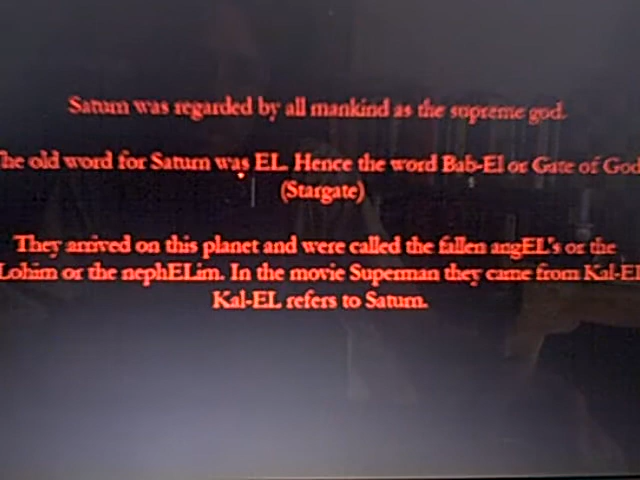 Saturn was regarded by all mankind as the supreme god.
The old word for Saturn was EL. Hence the word Bab-El or Gate of God
(Stargate)
They arrived on this planet and were called the fallen angEL's or the
Lohim or the nephELim. In the movie Superman they came from Kal-EL
Kal-EL refers to Saturn.